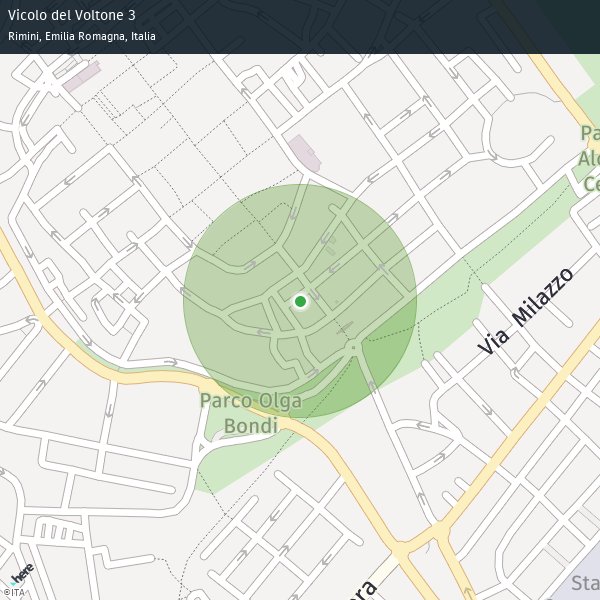 Vicolo del Voltone 3
Rimini, Emilia Romagna, Italia
Pa
Alc
Ce
Via Milazzo
Parco Olga
Bondi
here
©ITA
era
Sta